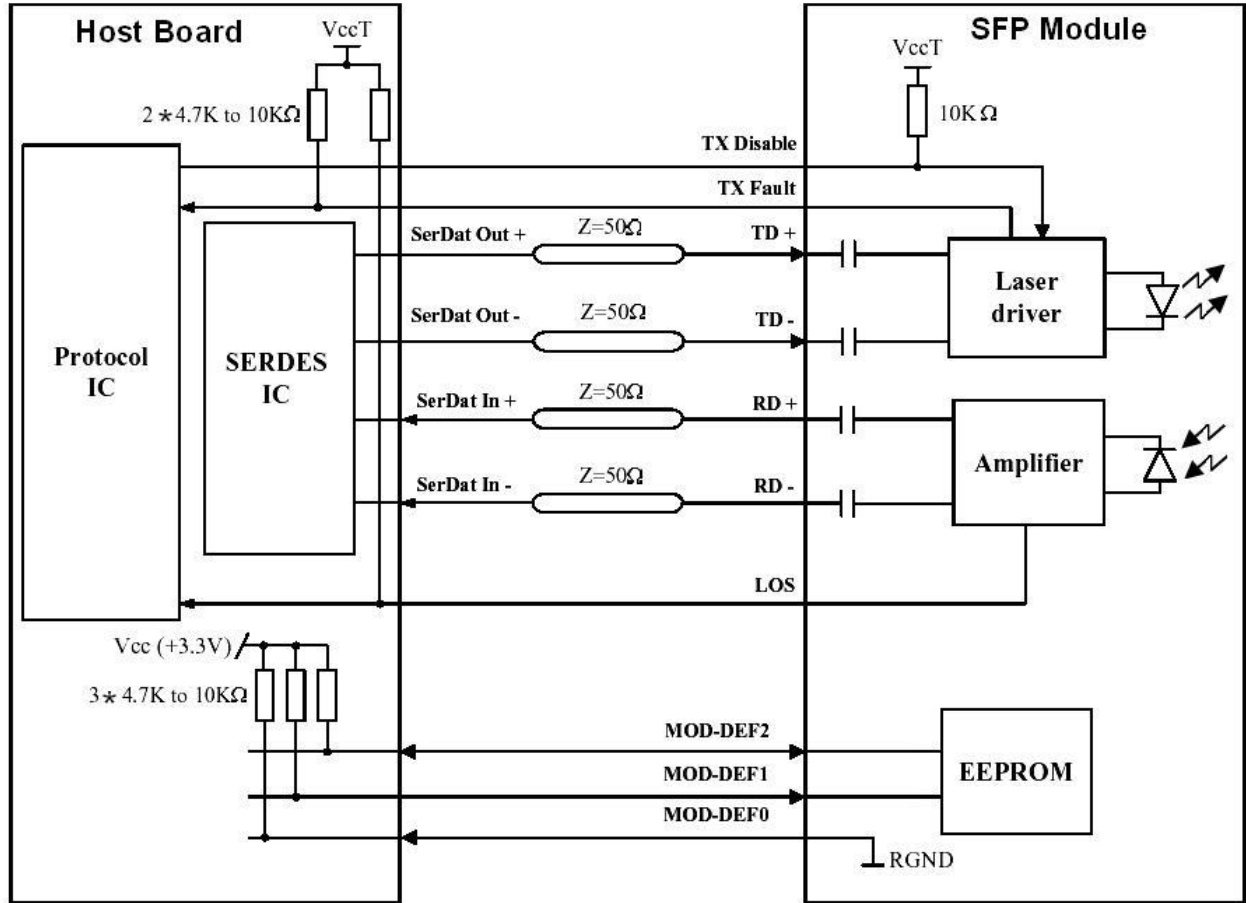 Host Board
SFP Module
VccT
VccT
2*4.7K to 10KΩ
10KΩ
TX Disable
TX Fault
SerDat Out +
Z=50Ω
TD +
Laser driver
SerDat Out -
Z=50Ω
TD -
Protocol IC
SERDES IC
SerDat In +
Z=50Ω
RD +
Amplifier
SerDat In -
Z=50Ω
RD -
LOS
Vcc (+3.3V)
3* 4.7K to 10KΩ
MOD-DEF2
MOD-DEF1
MOD-DEF0
EEPROM
RGND